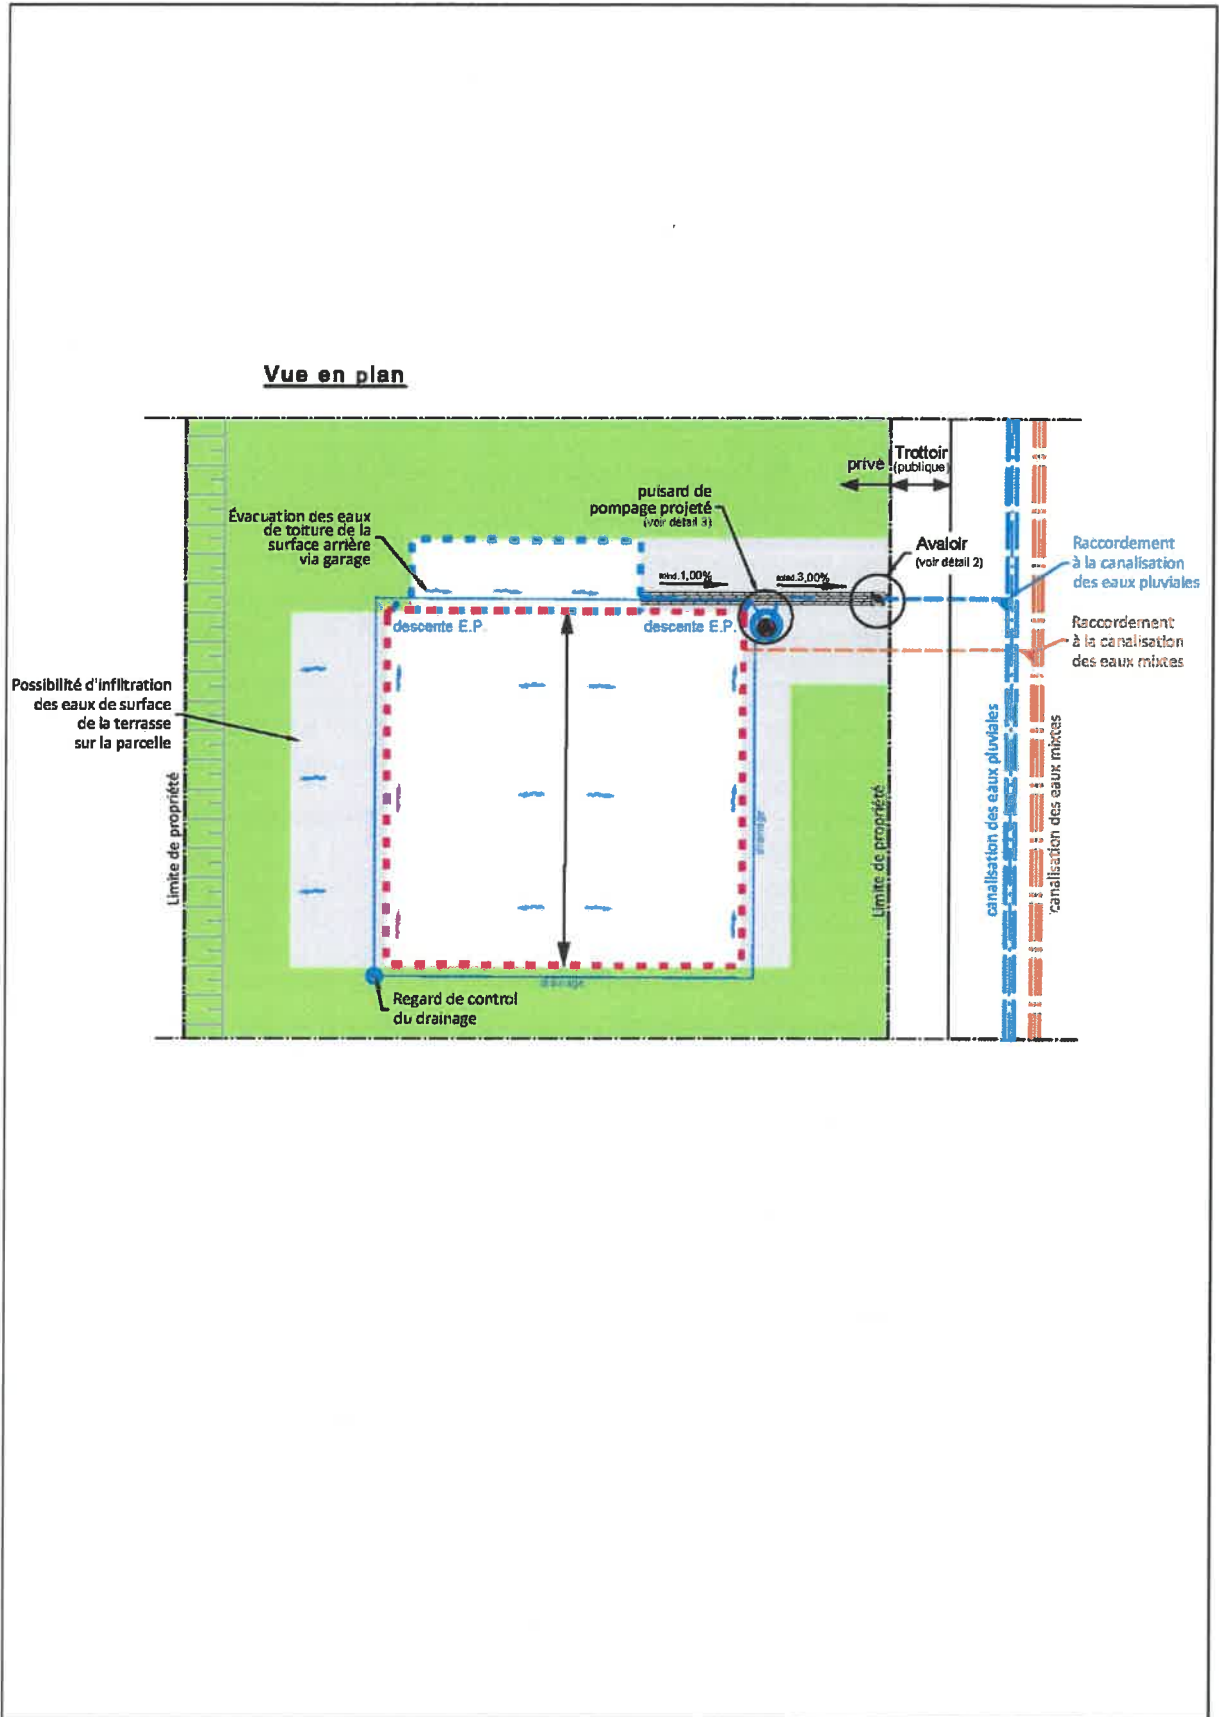 Vue en plan
privé
Trottoir
(publique)
puisard de
pompage projeté
(voir détail 3)
Évacuation des eaux
de toiture de la
surface arrière
via garage
Avaloir
(voir détail 2)
Raccordement
à la canalisation
des eaux pluviales
mind.1,00%
mind.3,00%
descente E.P.
descente E.P.
Raccordement
à la canalisation
des eaux mixtes
Possibilité d'infiltration
des eaux de surface
de la terrasse
sur la parcelle
Limite de propriété
drainage
Limite de propriété
canalisation des eaux pluviales
canalisation des eaux mixtes
drainage
Regard de control
du drainage